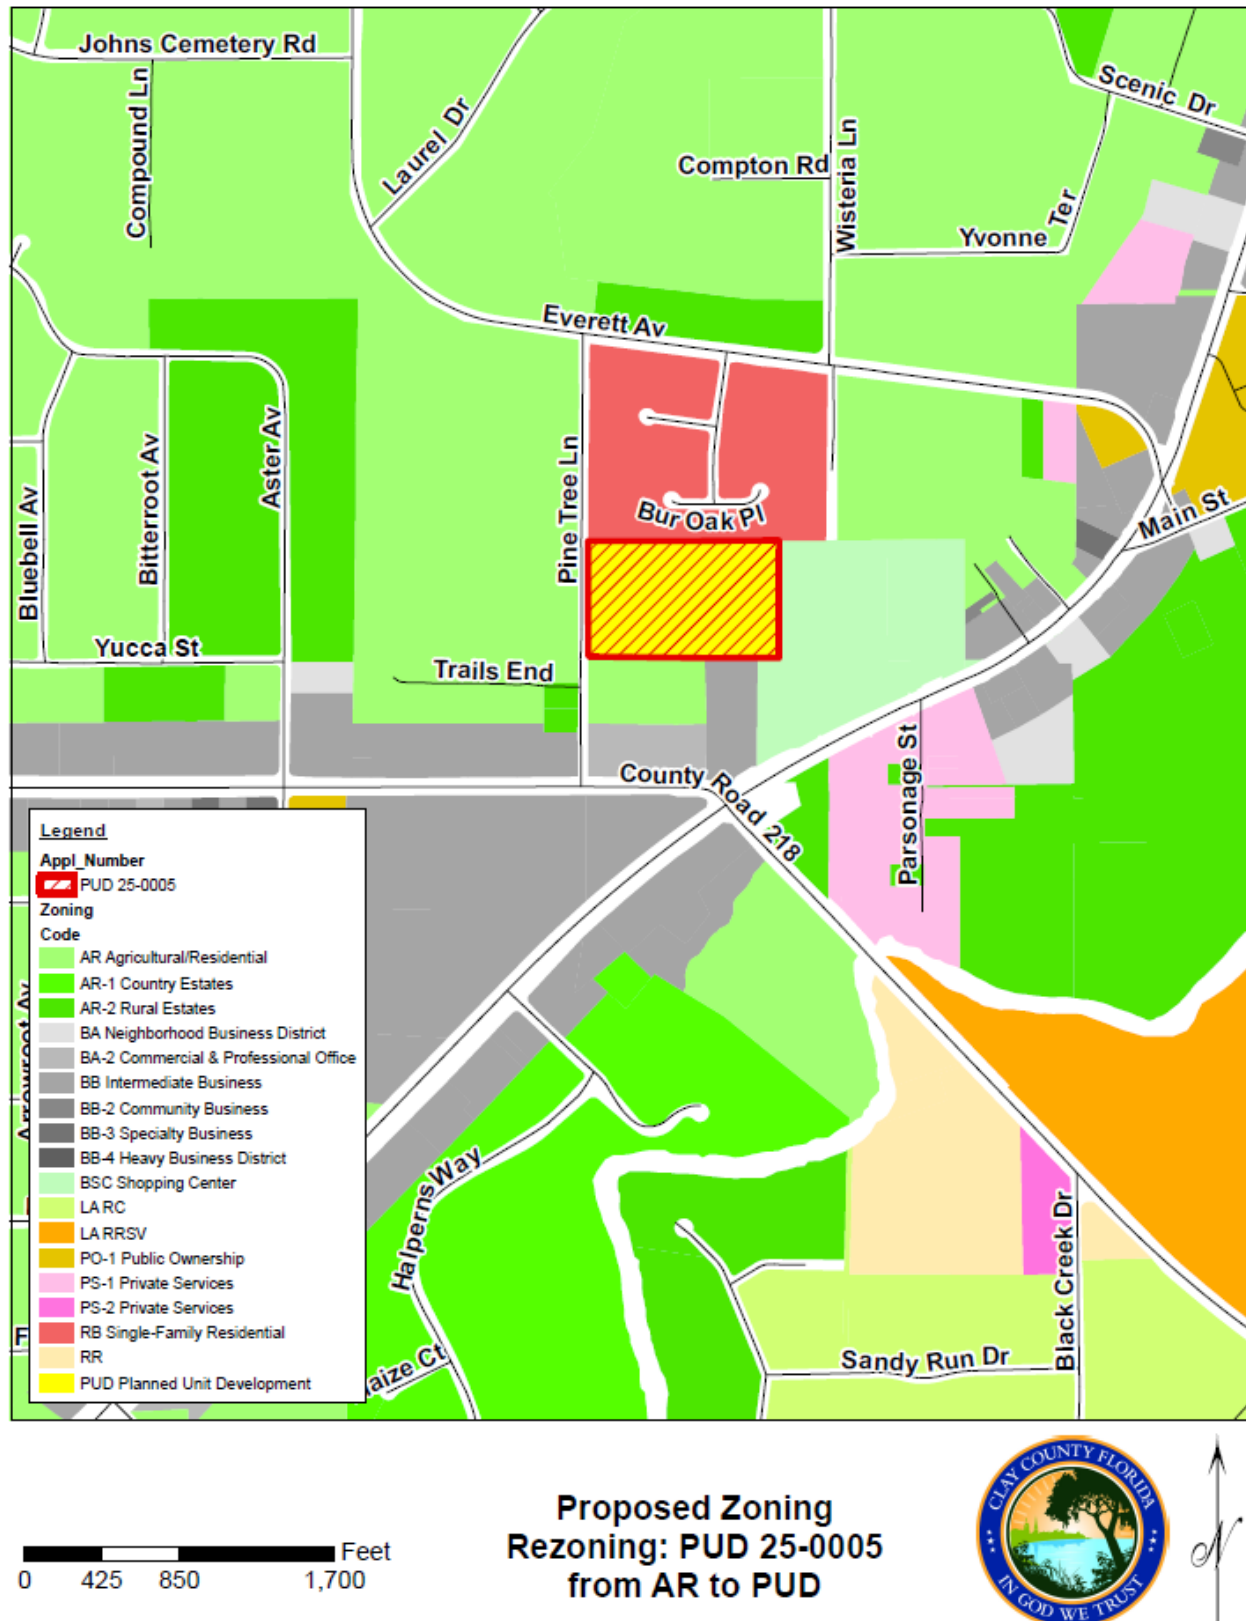 Johns Cemetery Rd
Compound Ln
Laurel Dr
Compton Rd
Wisteria Ln
Scenic Dr
Yvonne Ter
Everett Av
Bluebell Av
Bitterroot Av
Aster Av
Pine Tree Ln
Bur Oak Pl
Main St
Yucca St
Trails End
County Road 218
Parsonage St
Halperns Way
Black Creek Dr
Sandy Run Dr
aize Ct
Arrowroot Av
F
Legend
Appl_Number
PUD 25-0005
Zoning
Code
AR Agricultural/Residential
AR-1 Country Estates
AR-2 Rural Estates
BA Neighborhood Business District
BA-2 Commercial & Professional Office
BB Intermediate Business
BB-2 Community Business
BB-3 Specialty Business
BB-4 Heavy Business District
BSC Shopping Center
LA RC
LA RRSV
PO-1 Public Ownership
PS-1 Private Services
PS-2 Private Services
RB Single-Family Residential
RR
PUD Planned Unit Development
Feet
0 425 850 1,700
Proposed Zoning
Rezoning: PUD 25-0005
from AR to PUD
CLAY COUNTY FLORIDA
IN GOD WE TRUST
N